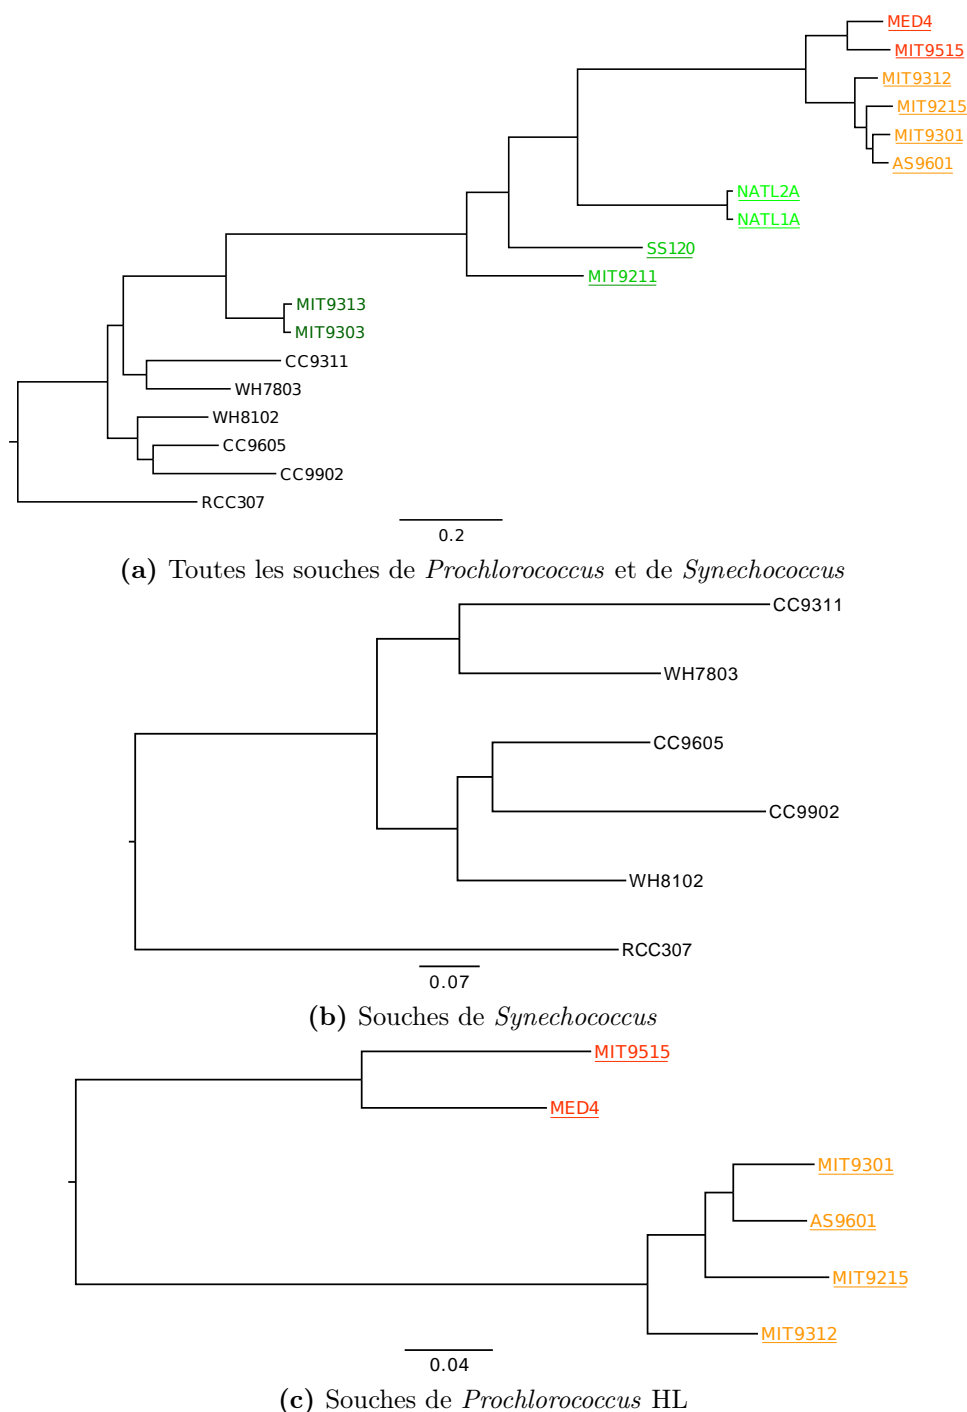 MED4
MIT9515
MIT9312
MIT9215
MIT9301
AS9601
NATL2A
NATL1A
SS120
MIT9211
MIT9313
MIT9303
CC9311
WH7803
WH8102
CC9605
CC9902
RCC307
0.2
(a) Toutes les souches de Prochlorococcus et de Synechococcus
CC9311
WH7803
CC9605
CC9902
WH8102
RCC307
0.07
(b) Souches de Synechococcus
MIT9515
MED4
MIT9301
AS9601
MIT9215
MIT9312
0.04
(c) Souches de Prochlorococcus HL